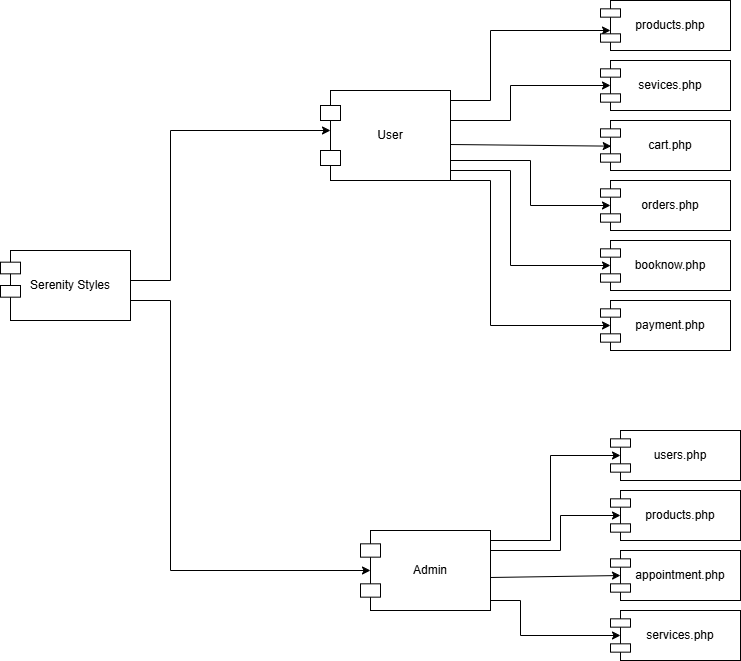 products.php
sevices.php
User
cart.php
orders.php
booknow.php
Serenity Styles
payment.php
users.php
products.php
Admin
appointment.php
services.php